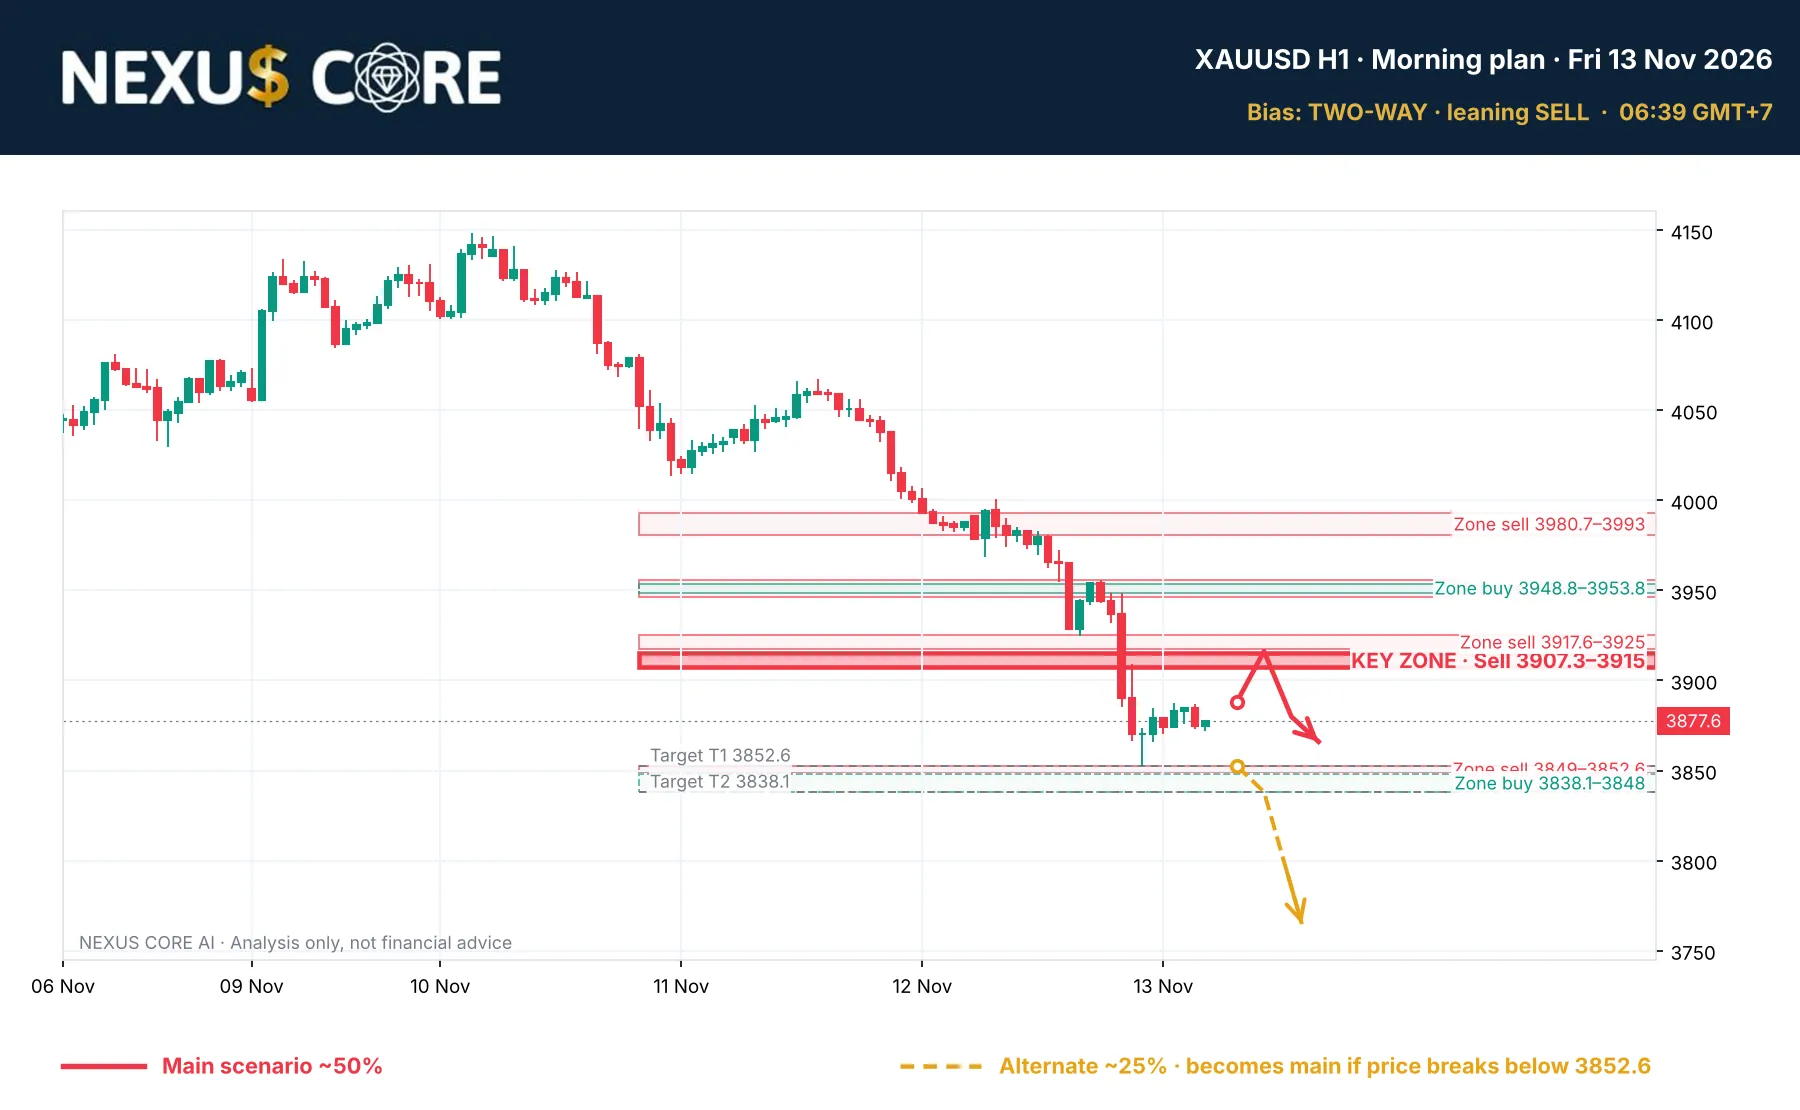 NEXU$ CORE
XAUUSD H1 · Morning plan · Fri 13 Nov 2026
Bias: TWO-WAY · leaning SELL · 06:39 GMT+7
4150
4100
4050
4000
Zone sell 3980.7–3993
3950
Zone buy 3948.8–3953.8
Zone sell 3917.6–3925
KEY ZONE · Sell 3907.3–3915
3900
3877.6
Target T1 3852.6
Zone sell 3849–3852.6
3850
Target T2 3838.1
Zone buy 3838.1–3848
3800
NEXUS CORE AI · Analysis only, not financial advice
3750
06 Nov
09 Nov
10 Nov
11 Nov
12 Nov
13 Nov
Main scenario ~50%
Alternate ~25% · becomes main if price breaks below 3852.6